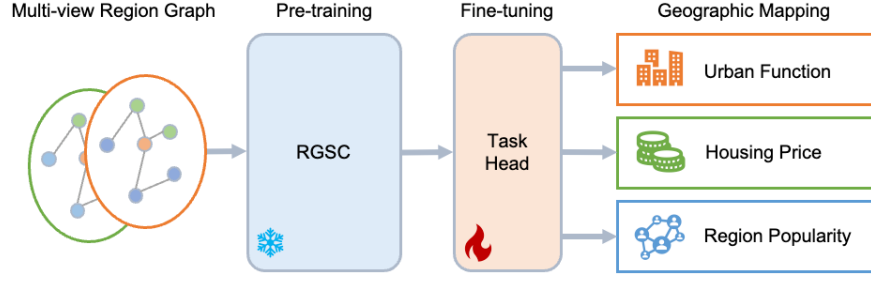 Multi-view Region Graph
Pre-training
Fine-tuning
Geographic Mapping
RGSC
Task
Head
Urban Function
Housing Price
Region Popularity